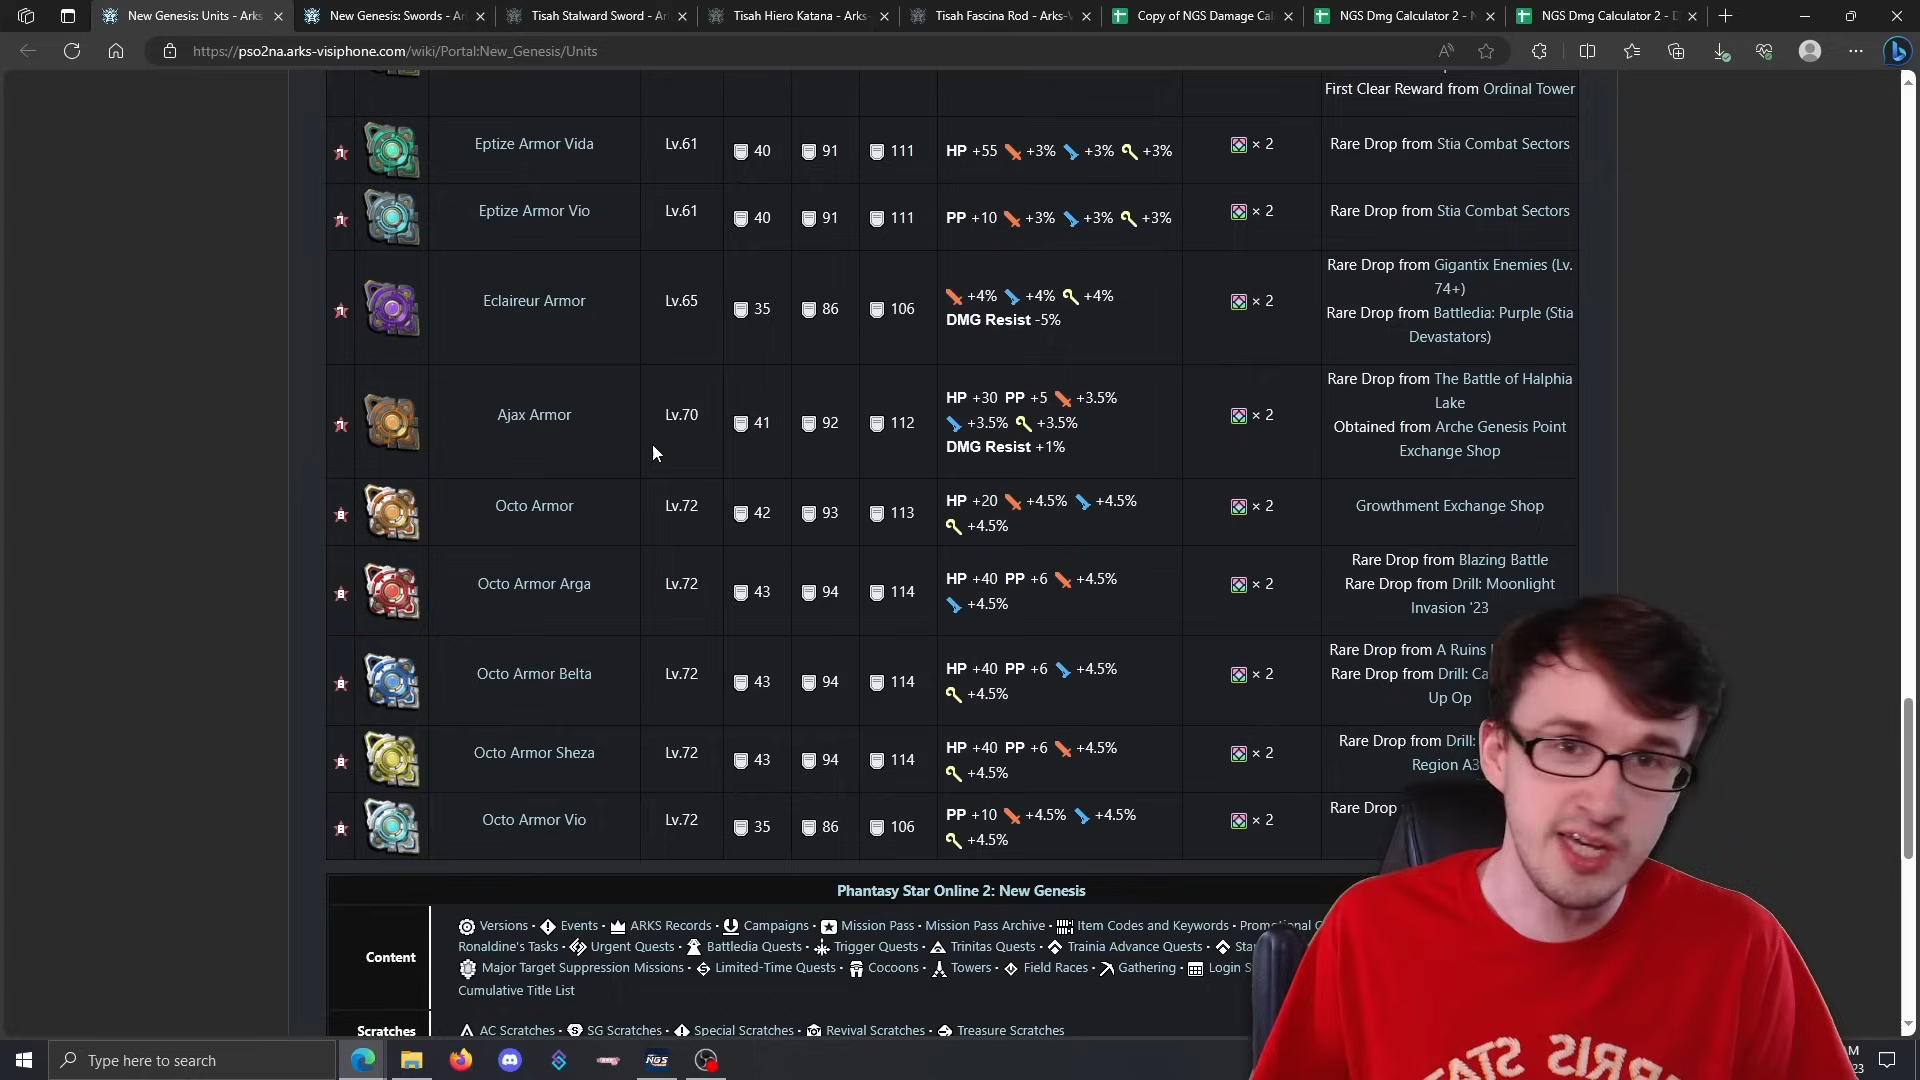 New Genesis: Units - Arks
New Genesis: Swords - Ar
Tisah Stalward Sword - Ar
Tisah Hiero Katana - Arks
Tisah Fascina Rod - Arks-V
Copy of NGS Damage Cal
NGS Dmg Calculator 2 - N
NGS Dmg Calculator 2 - D
https://pso2na.arks-visiphone.com/wiki/Portal:New_Genesis/Units
First Clear Reward from Ordinal Tower
7 Eptize Armor Vida Lv.61 40 91 111 HP +55 +3% +3% +3% × 2 Rare Drop from Stia Combat Sectors
7 Eptize Armor Vio Lv.61 40 91 111 PP +10 +3% +3% +3% × 2 Rare Drop from Stia Combat Sectors
7 Eclaireur Armor Lv.65 35 86 106 +4% +4% +4%
DMG Resist -5%
× 2
Rare Drop from Gigantix Enemies (Lv.
74+)
Rare Drop from Battledia: Purple (Stia
Devastators)
7 Ajax Armor Lv.70 41 92 112 HP +30 PP +5 +3.5%
+3.5% +3.5%
DMG Resist +1%
× 2
Rare Drop from The Battle of Halphia
Lake
Obtained from Arche Genesis Point
Exchange Shop
8 Octo Armor Lv.72 42 93 113 HP +20 +4.5% +4.5%
+4.5%
× 2
Growthment Exchange Shop
8 Octo Armor Arga Lv.72 43 94 114 HP +40 PP +6 +4.5%
+4.5%
× 2
Rare Drop from Blazing Battle
Rare Drop from Drill: Moonlight
Invasion '23
8 Octo Armor Belta Lv.72 43 94 114 HP +40 PP +6 +4.5%
+4.5%
× 2
Rare Drop from A Ruins
Rare Drop from Drill: Ca
Up Op
8 Octo Armor Sheza Lv.72 43 94 114 HP +40 PP +6 +4.5%
+4.5%
× 2
Rare Drop from Drill:
Region A3
8 Octo Armor Vio Lv.72 35 86 106 PP +10 +4.5% +4.5%
+4.5%
× 2
Rare Drop
Phantasy Star Online 2: New Genesis
Content
Versions • Events • ARKS Records • Campaigns • Mission Pass • Mission Pass Archive • Item Codes and Keywords • Promotional C
Ronaldine's Tasks • Urgent Quests • Battledia Quests • Trigger Quests • Trinitas Quests • Trainia Advance Quests • Sta
Major Target Suppression Missions • Limited-Time Quests • Cocoons • Towers • Field Races • Gathering • Login S
Cumulative Title List
Scratches
AC Scratches • SG Scratches • Special Scratches • Revival Scratches • Treasure Scratches
Type here to search
NGS
M
23